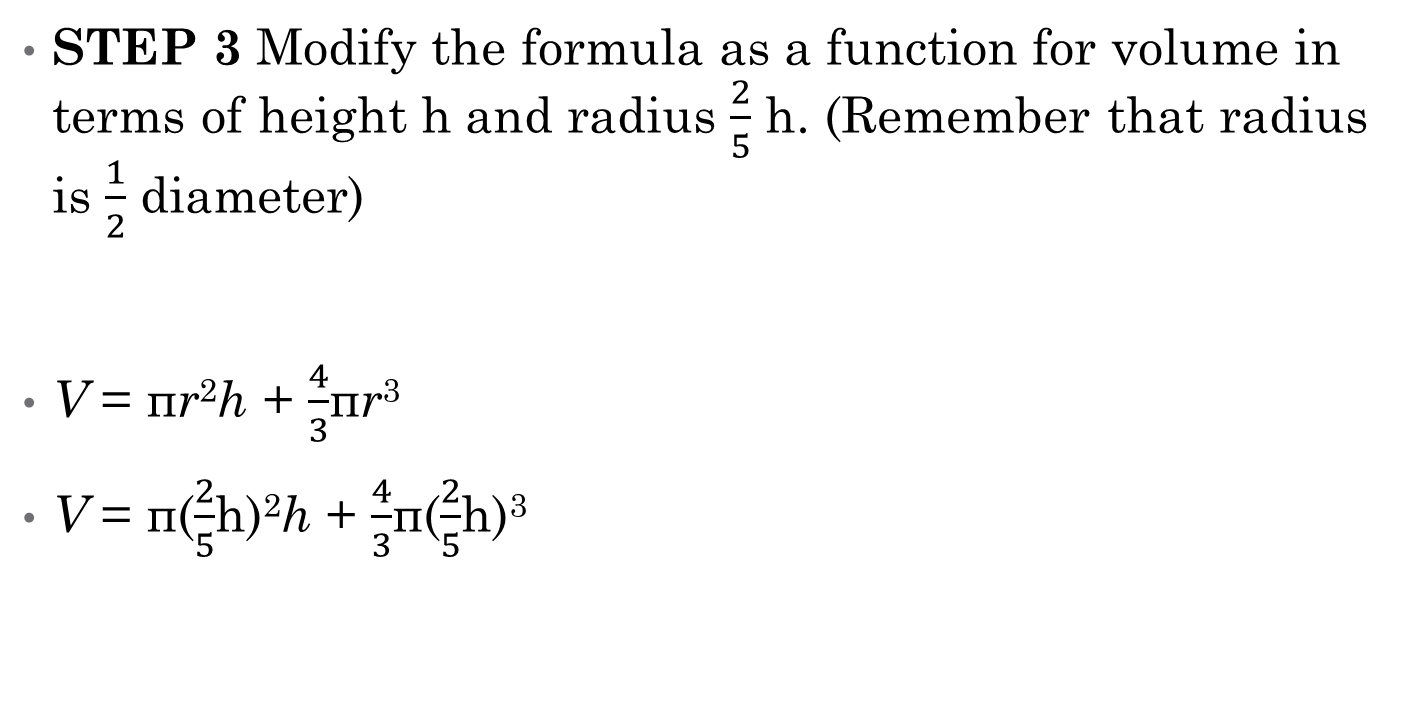 • STEP 3 Modify the formula as a function for volume in
terms of height h and radius 2/5 h. (Remember that radius
is 1/2 diameter)
• V = πr²h + 4/3πr³
• V = π(2/5h)²h + 4/3π(2/5h)³